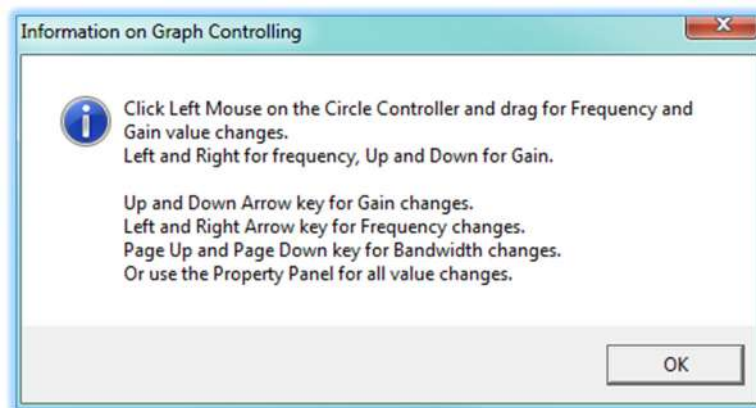 Information on Graph Controlling
Click Left Mouse on the Circle Controller and drag for Frequency and
Gain value changes.
Left and Right for frequency, Up and Down for Gain.
Up and Down Arrow key for Gain changes.
Left and Right Arrow key for Frequency changes.
Page Up and Page Down key for Bandwidth changes.
Or use the Property Panel for all value changes.
OK